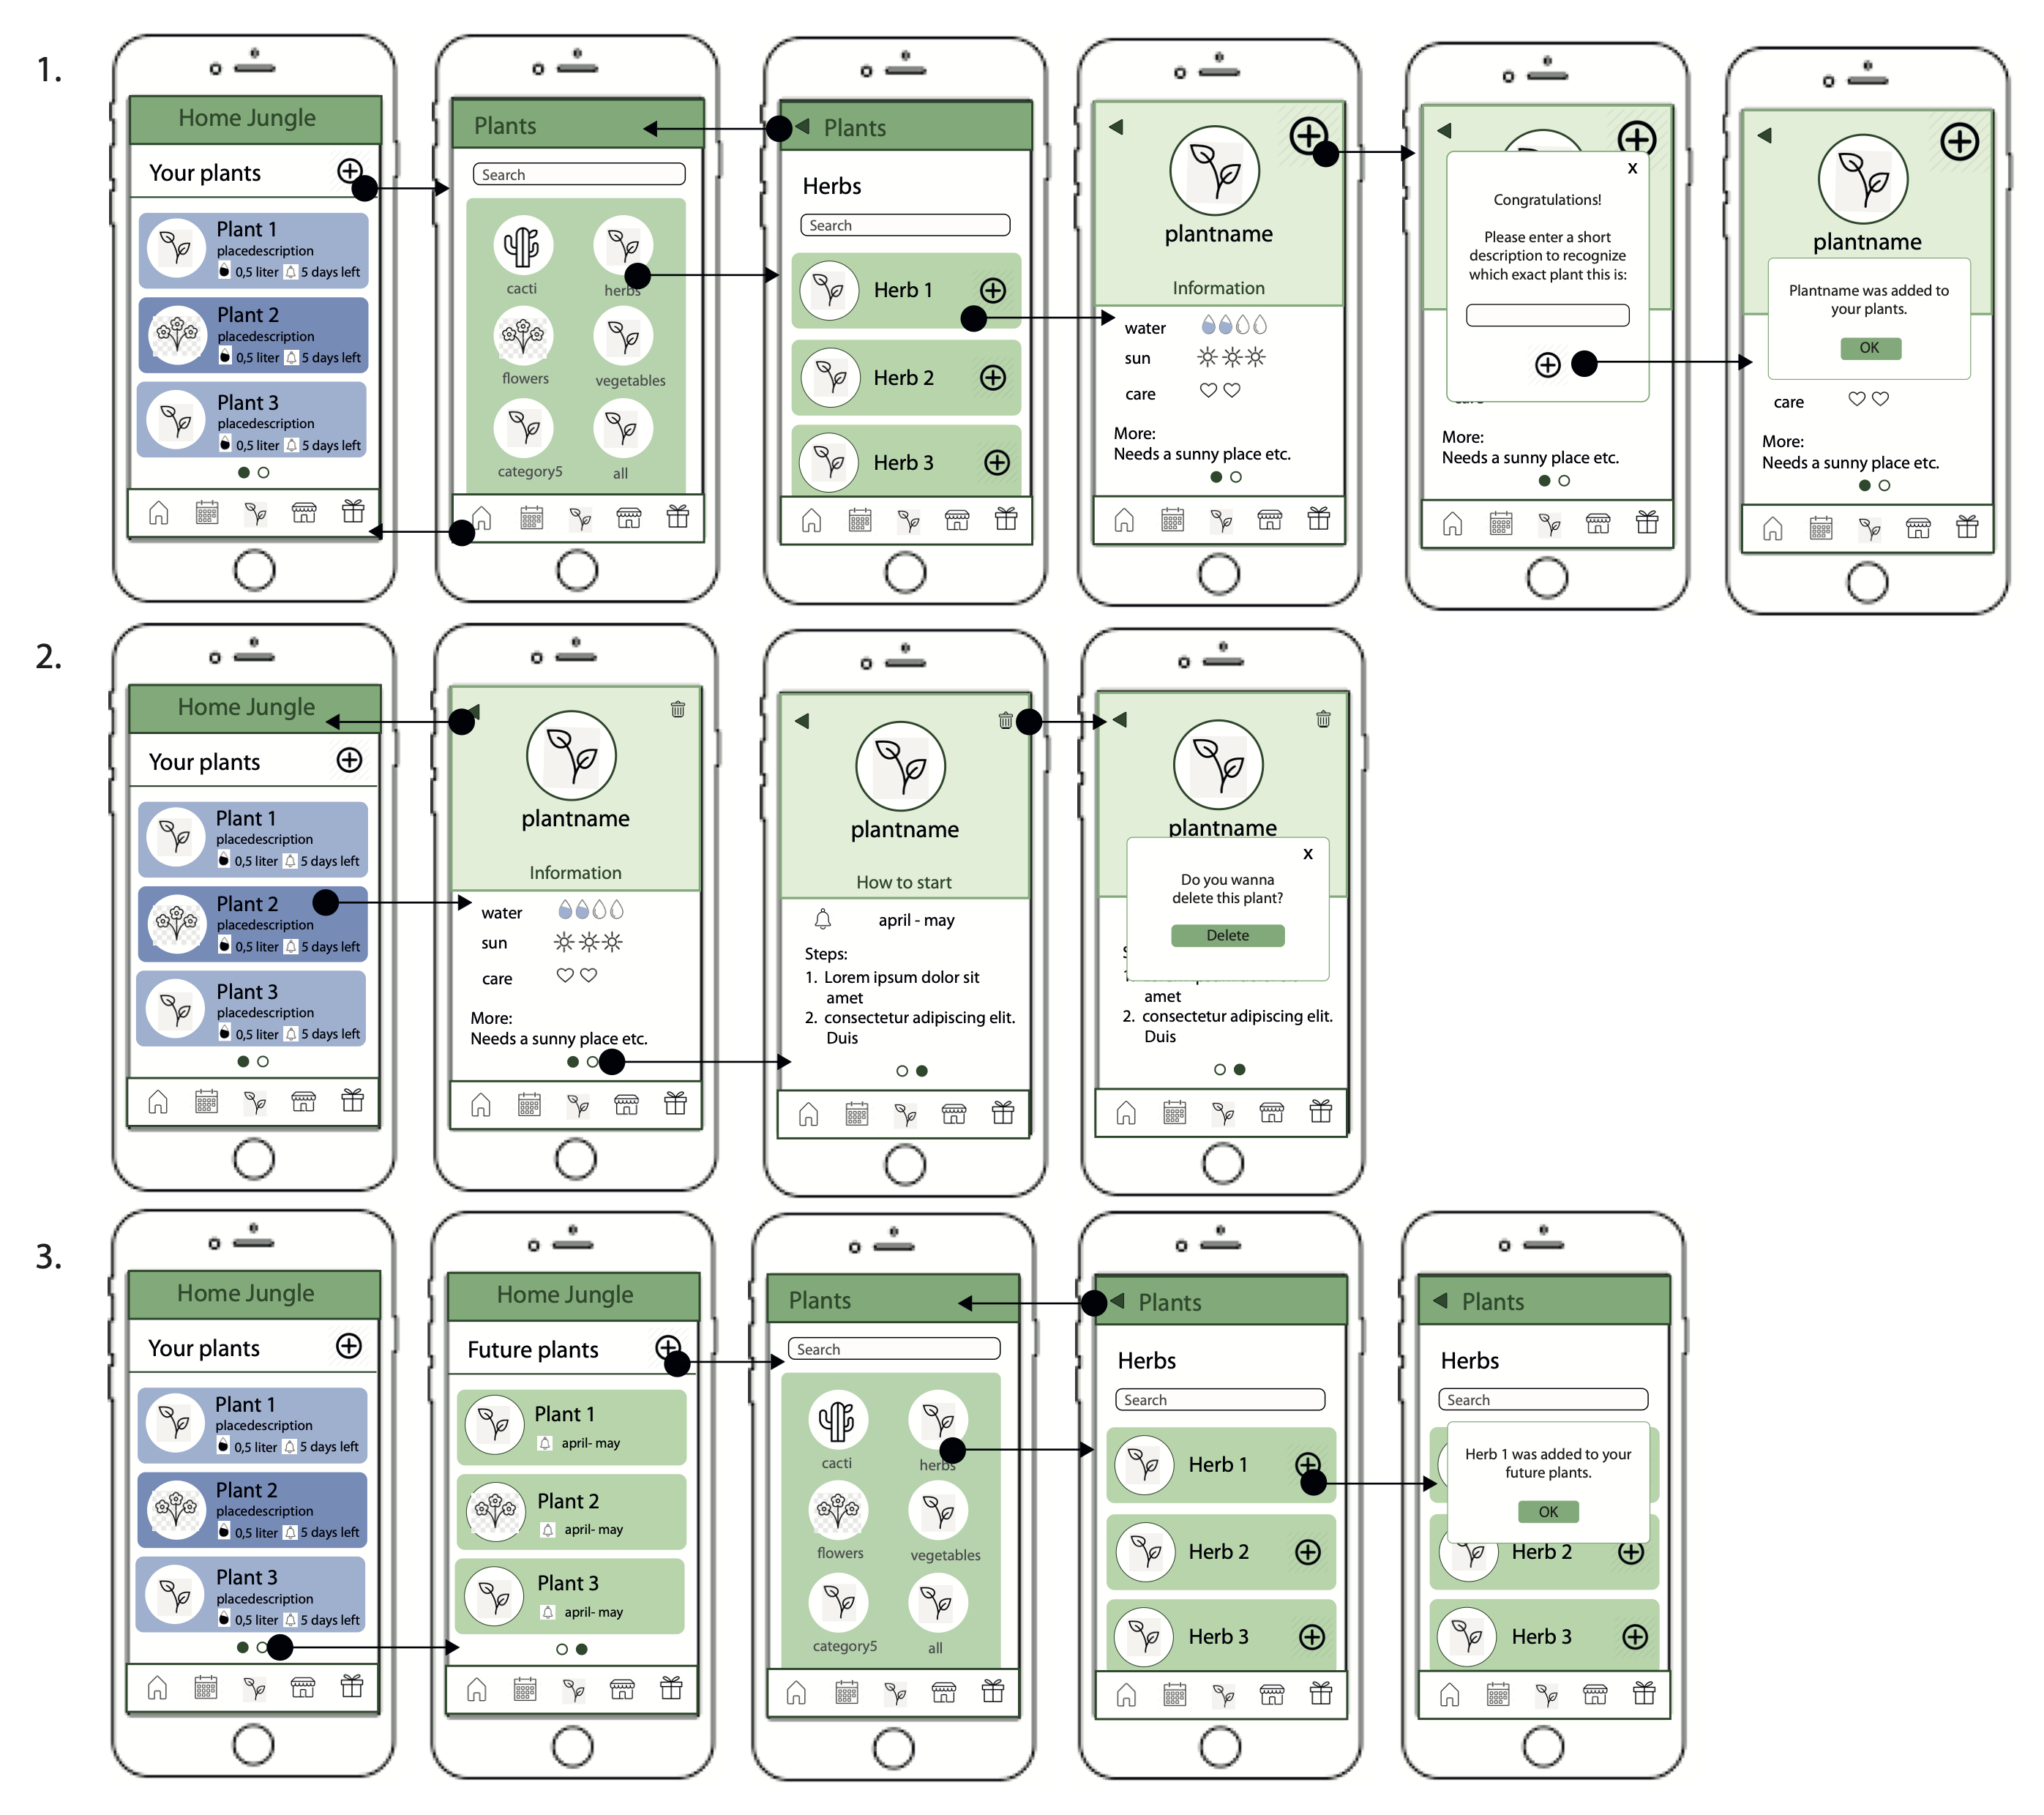 1.
Home Jungle
Your plants
Plant 1
placedescription
0,5 liter 5 days left
Plant 2
placedescription
0,5 liter 5 days left
Plant 3
placedescription
0,5 liter 5 days left
Plants
Search
cacti herbs
flowers vegetables
category5 all
Plants
Herbs
Search
Herb 1
Herb 2
Herb 3
plantname
Information
water
sun
care
More:
Needs a sunny place etc.
X
Congratulations!
Please enter a short
description to recognize
which exact plant this is:
care
More:
Needs a sunny place etc.
plantname
Plantname was added to
your plants.
OK
care
More:
Needs a sunny place etc.
2.
Home Jungle
Your plants
Plant 1
placedescription
0,5 liter 5 days left
Plant 2
placedescription
0,5 liter 5 days left
Plant 3
placedescription
0,5 liter 5 days left
plantname
Information
water
sun
care
More:
Needs a sunny place etc.
plantname
How to start
april - may
Steps:
1. Lorem ipsum dolor sit
amet
2. consectetur adipiscing elit.
Duis
plantname
X
Do you wanna
delete this plant?
Delete
amet
2. consectetur adipiscing elit.
Duis
3.
Home Jungle
Your plants
Plant 1
placedescription
0,5 liter 5 days left
Plant 2
placedescription
0,5 liter 5 days left
Plant 3
placedescription
0,5 liter 5 days left
Home Jungle
Future plants
Plant 1
april- may
Plant 2
april- may
Plant 3
april- may
Plants
Search
cacti herbs
flowers vegetables
category5 all
Plants
Herbs
Search
Herb 1
Herb 2
Herb 3
Plants
Herbs
Search
Herb 1 was added to your
future plants.
OK
Herb 2
Herb 3